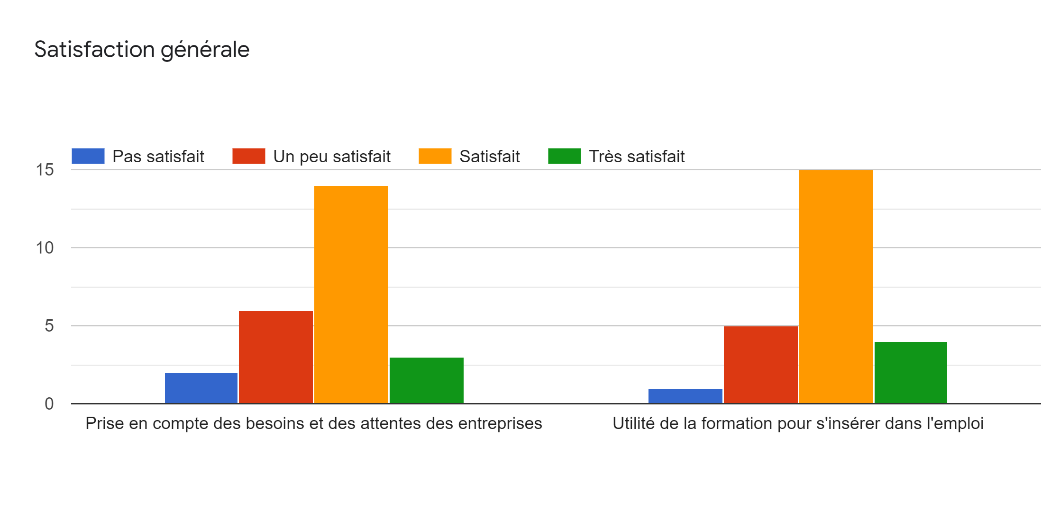 Satisfaction générale
Pas satisfait Un peu satisfait Satisfait Très satisfait
15
10
5
0
Prise en compte des besoins et des attentes des entreprises Utilité de la formation pour s'insérer dans l'emploi